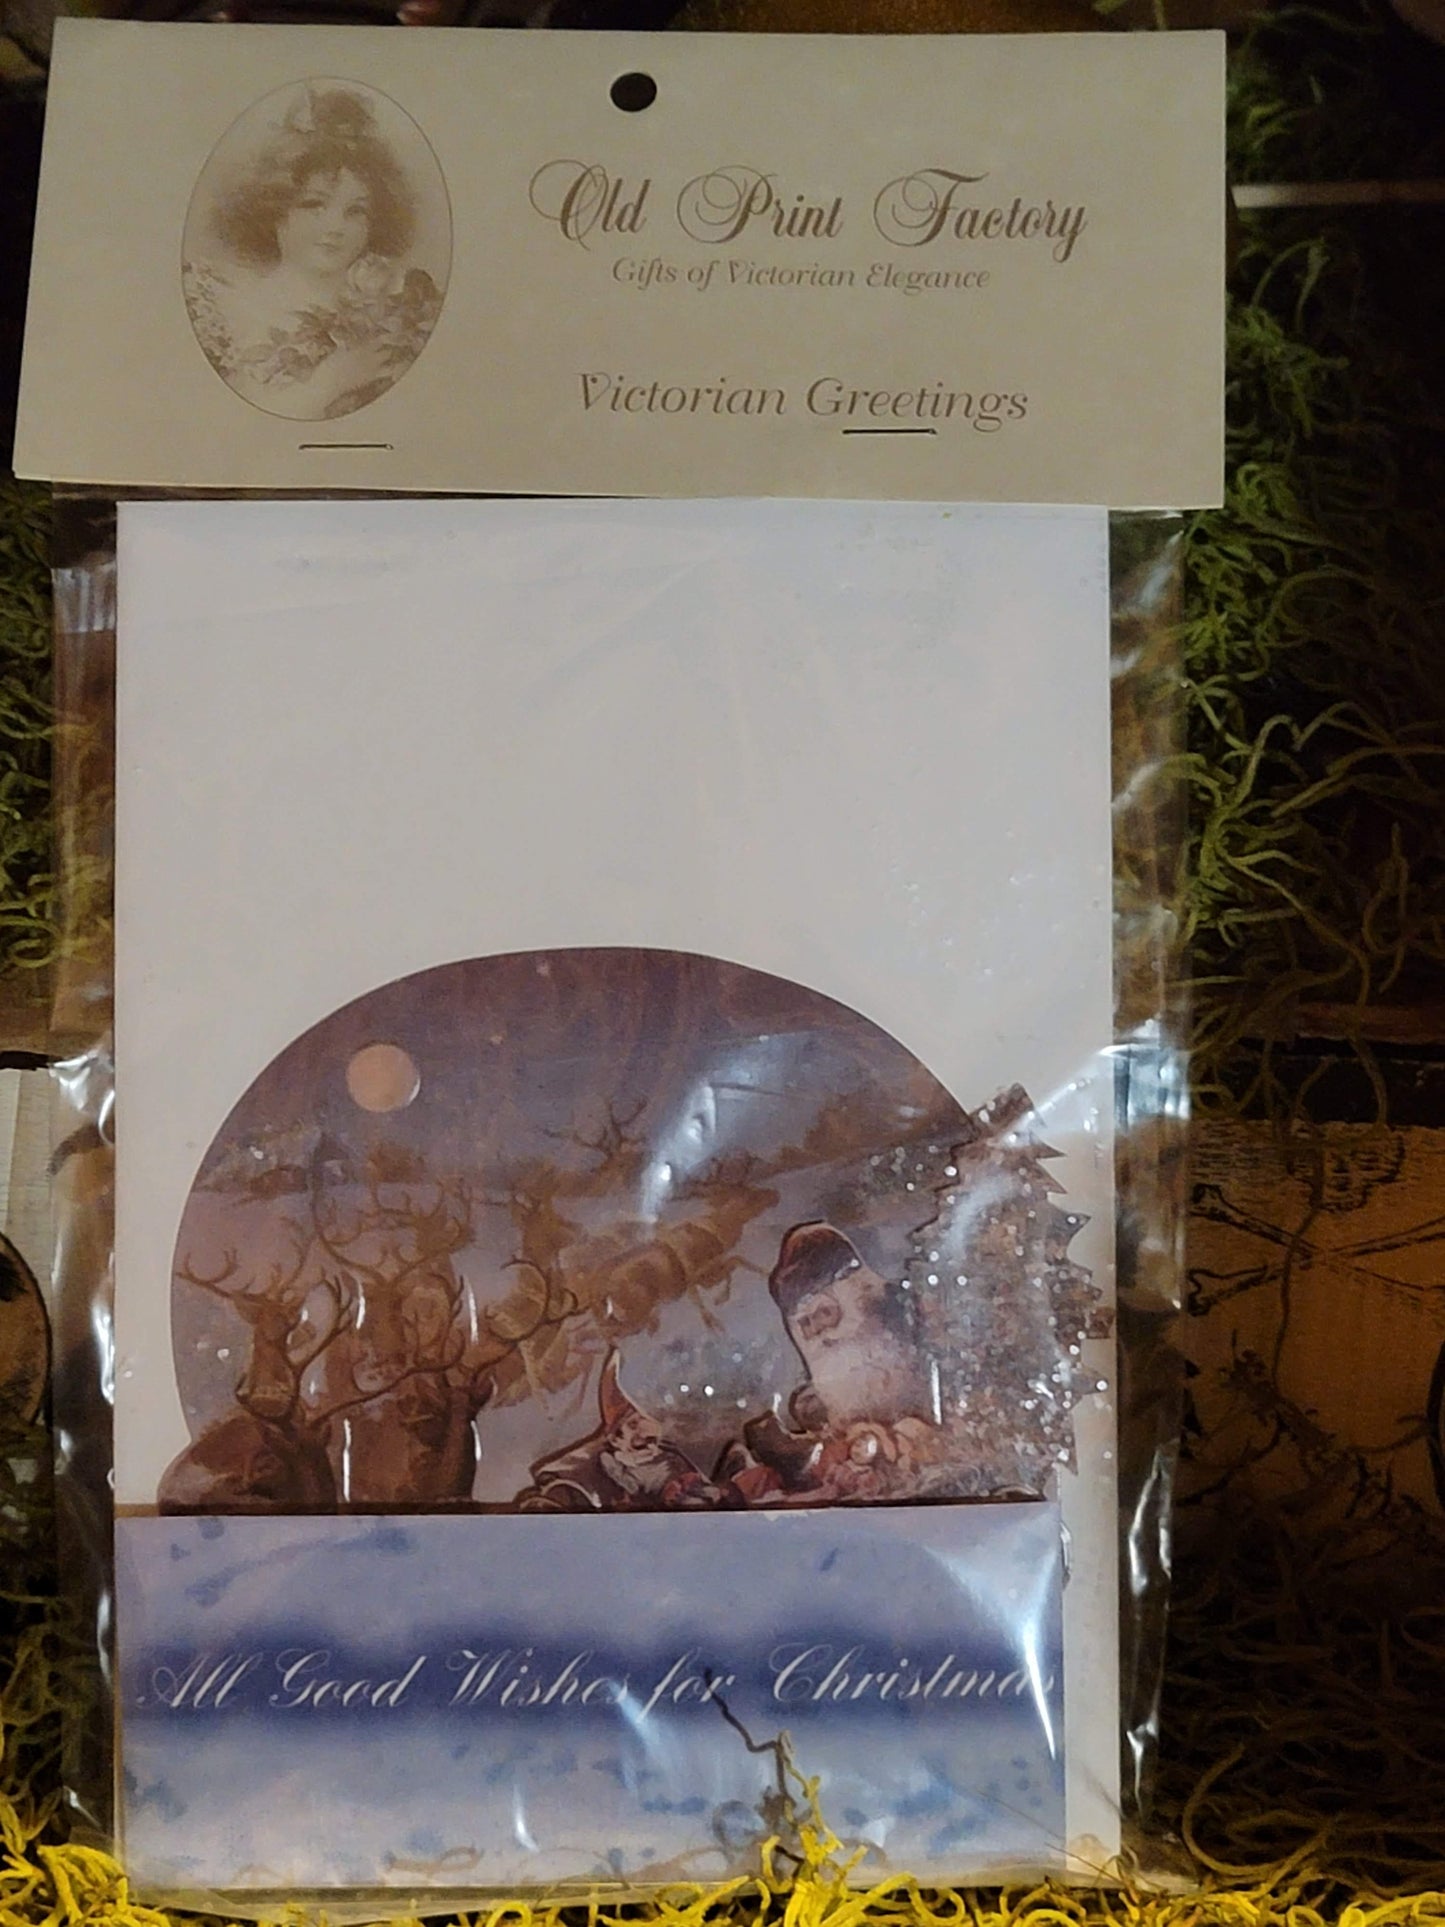 Old Print Factory
Gifts of Victorian Elegance
Victorian Greetings
All Good Wishes for Christmas